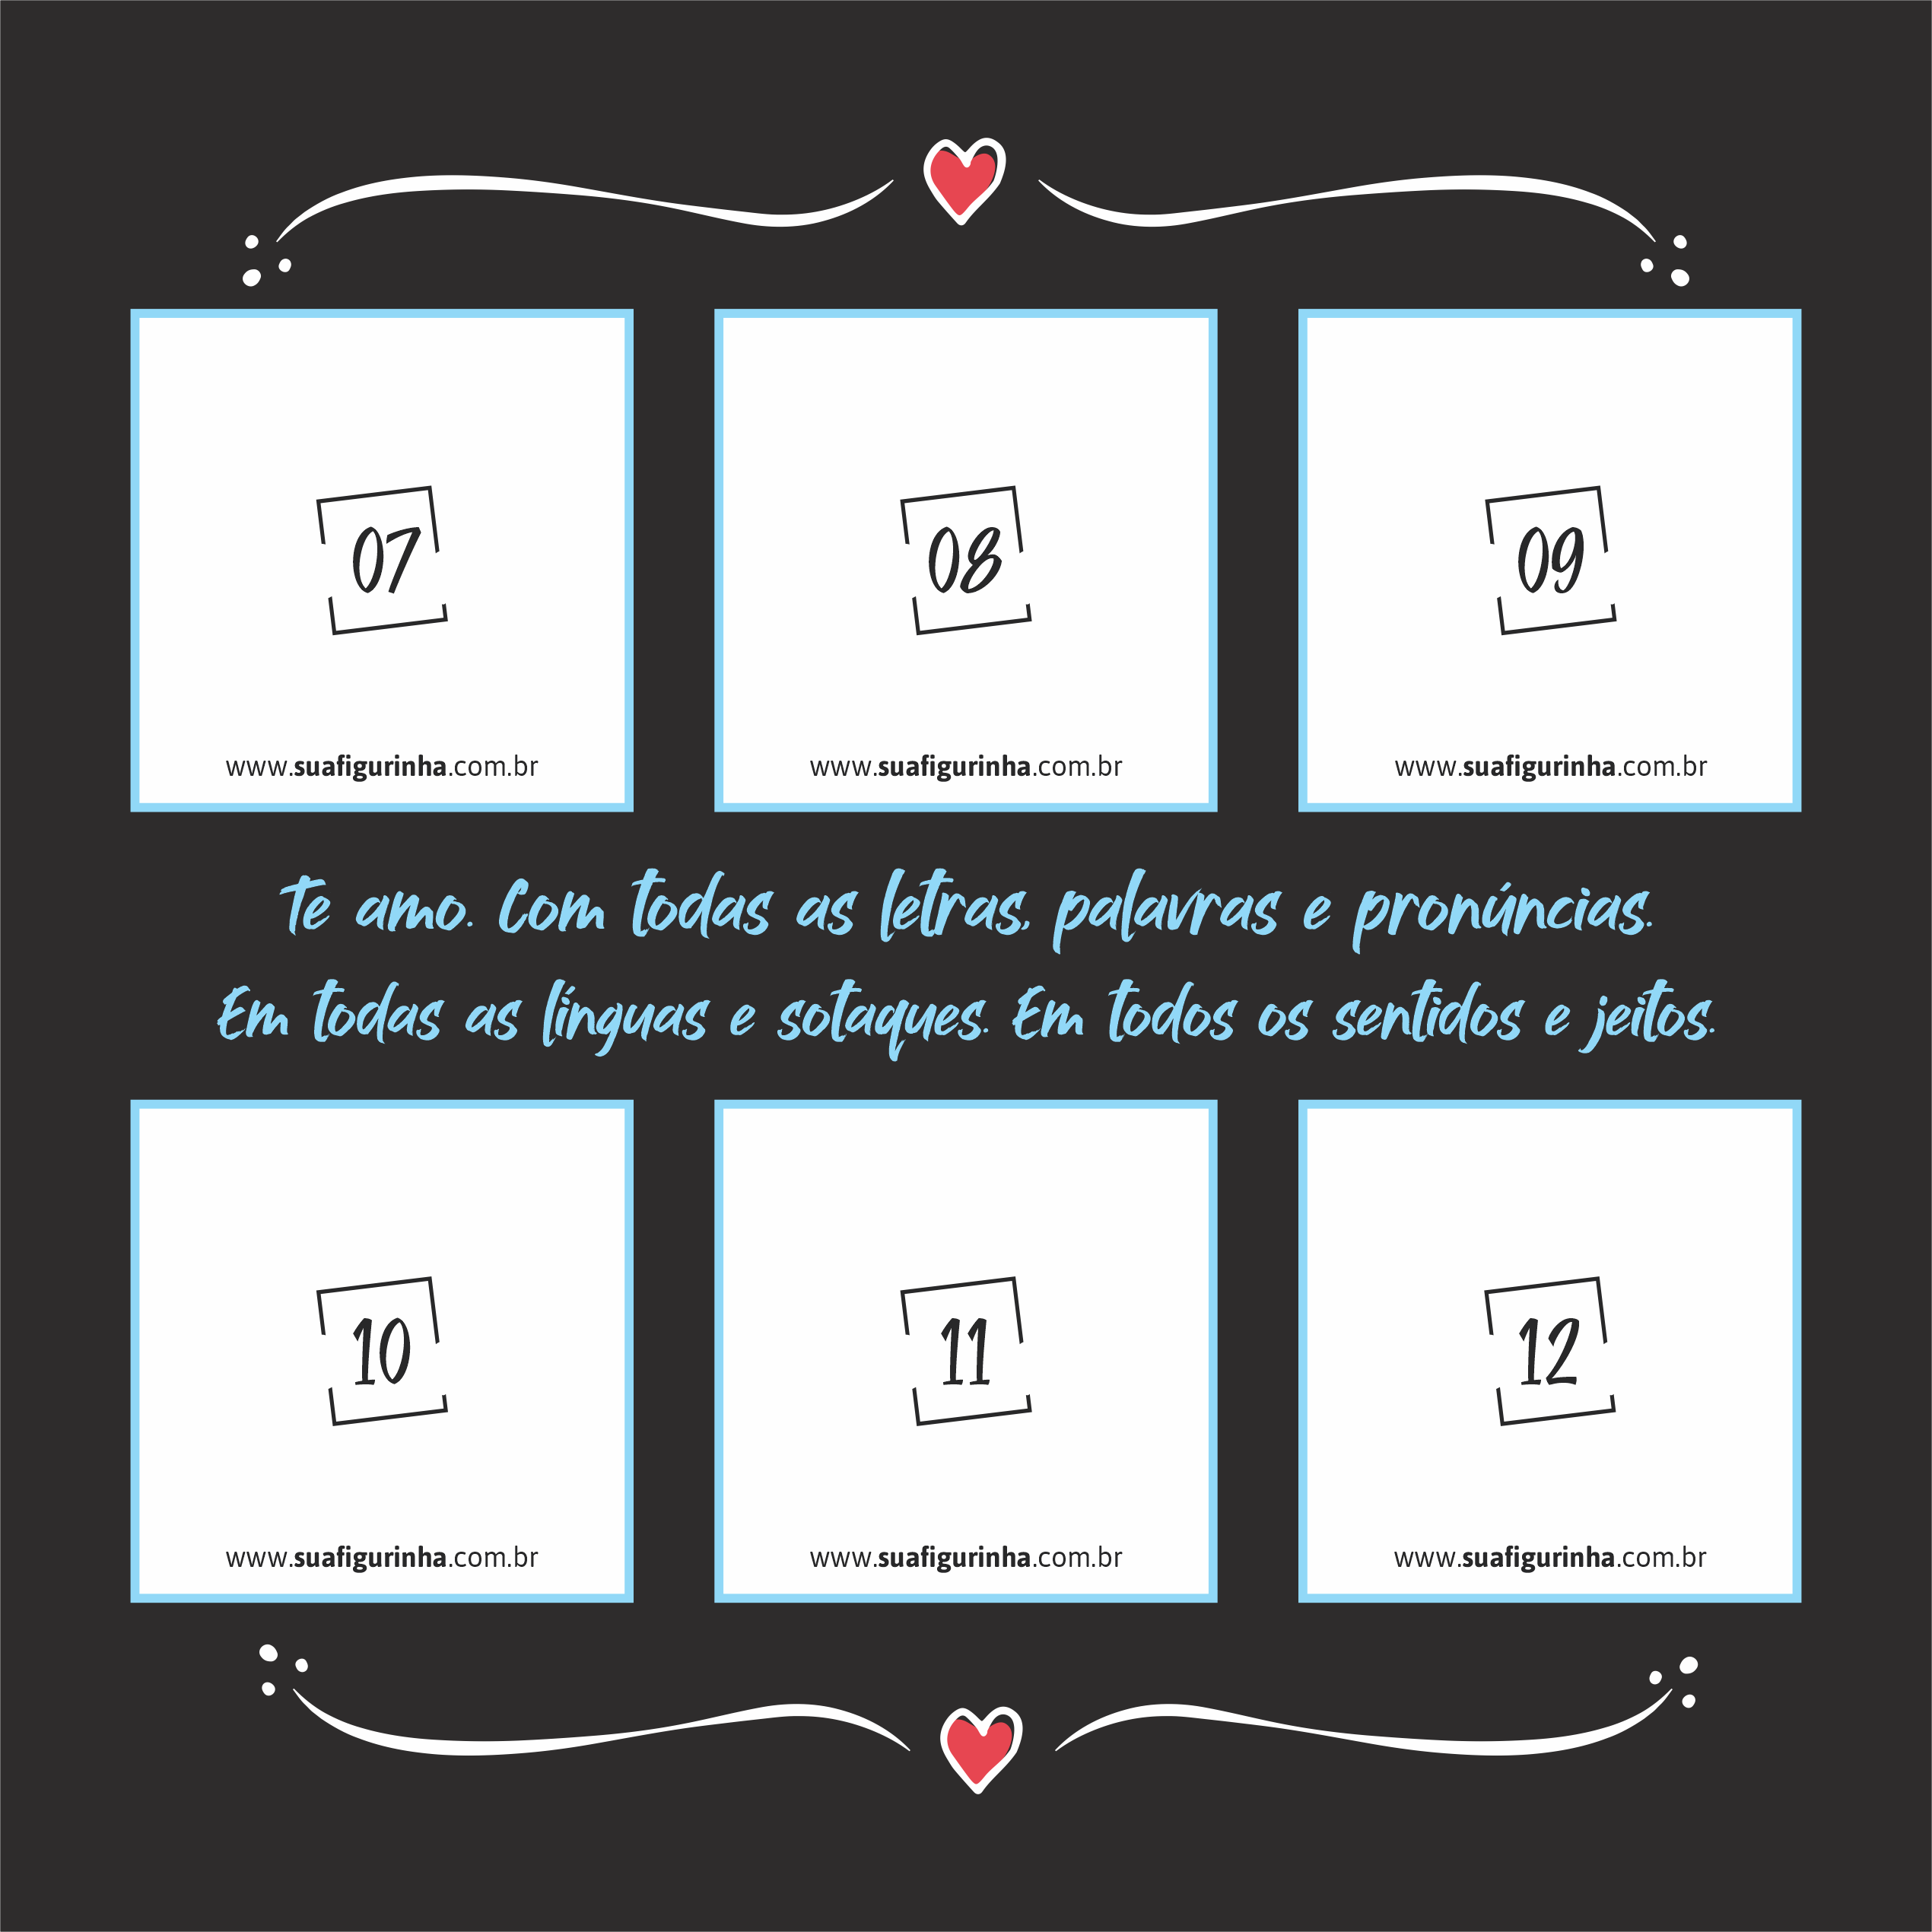 07
08
09
www.suafigurinha.com.br
www.suafigurinha.com.br
www.suafigurinha.com.br
Te amo. Com todas as letras, palavras e pronúncias.
Em todas as línguas e sotaques. Em todos os sentidos e jeitos.
10
11
12
www.suafigurinha.com.br
www.suafigurinha.com.br
www.suafigurinha.com.br